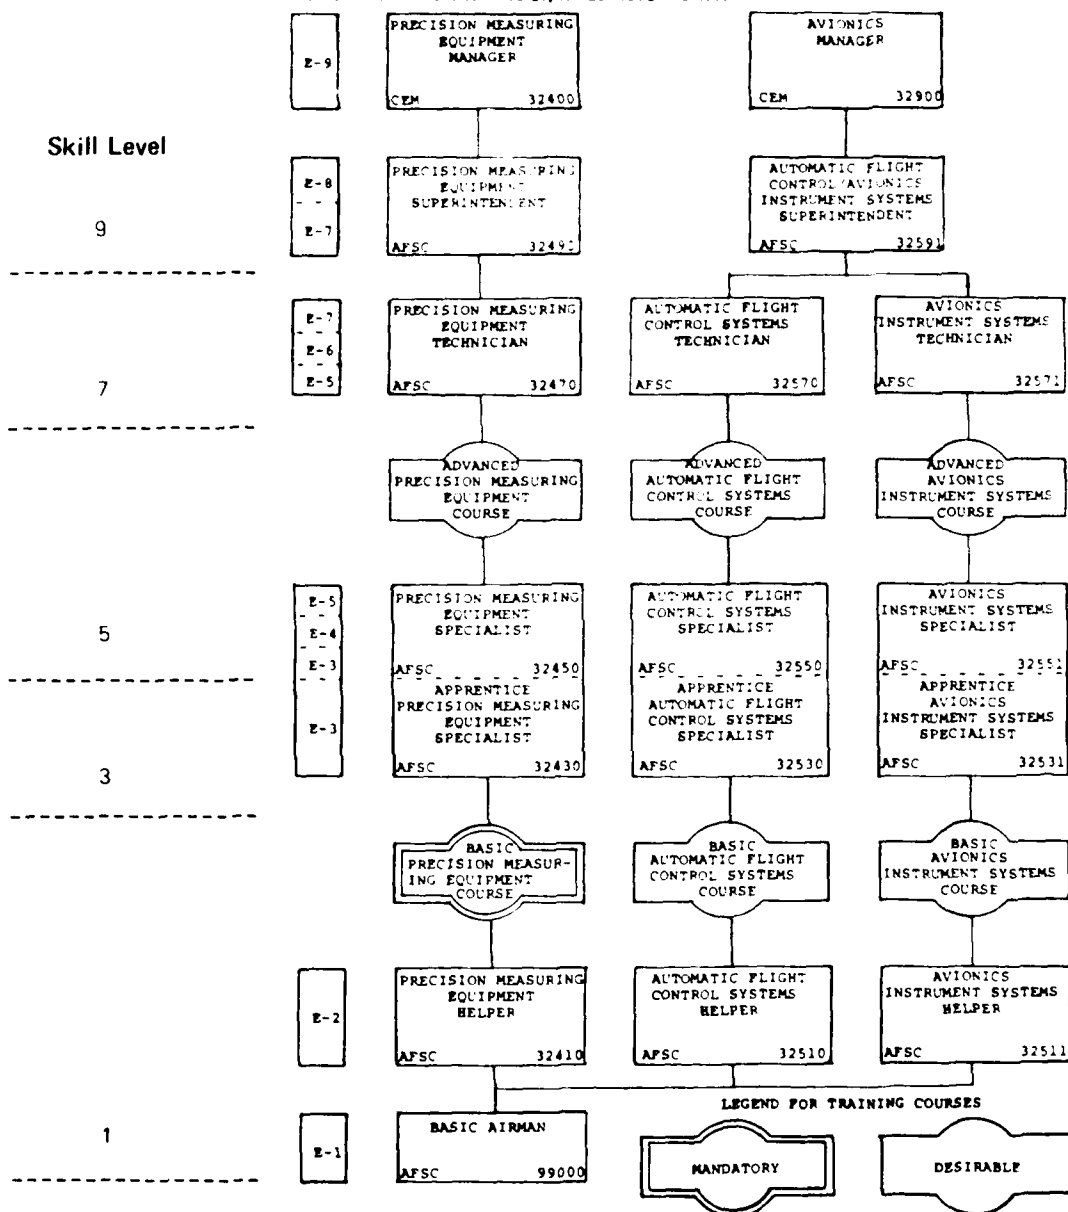 PRECISION MEASURING
EQUIPMENT
MANAGER
CEM 32400
AVIONICS
MANAGER
CEM 32900
E-9
Skill Level
9
E-8
E-7
PRECISION MEASURING
EQUIPMENT
SUPERINTENDENT
AFSC 32490
AUTOMATIC FLIGHT
CONTROL/AVIONICS
INSTRUMENT SYSTEMS
SUPERINTENDENT
AFSC 32591
7
E-7
E-6
E-5
PRECISION MEASURING
EQUIPMENT
TECHNICIAN
AFSC 32470
AUTOMATIC FLIGHT
CONTROL SYSTEMS
TECHNICIAN
AFSC 32570
AVIONICS
INSTRUMENT SYSTEMS
TECHNICIAN
AFSC 32571
ADVANCED
PRECISION MEASURING
EQUIPMENT
COURSE
ADVANCED
AUTOMATIC FLIGHT
CONTROL SYSTEMS
COURSE
ADVANCED
AVIONICS
INSTRUMENT SYSTEMS
COURSE
5
E-5
E-4
E-3
PRECISION MEASURING
EQUIPMENT
SPECIALIST
AFSC 32450
AUTOMATIC FLIGHT
CONTROL SYSTEMS
SPECIALIST
AFSC 32550
AVIONICS
INSTRUMENT SYSTEMS
SPECIALIST
AFSC 32551
3
E-3
APPRENTICE
PRECISION MEASURING
EQUIPMENT
SPECIALIST
AFSC 32430
APPRENTICE
AUTOMATIC FLIGHT
CONTROL SYSTEMS
SPECIALIST
AFSC 32530
APPRENTICE
AVIONICS
INSTRUMENT SYSTEMS
SPECIALIST
AFSC 32531
BASIC
PRECISION MEASUR-
ING EQUIPMENT
COURSE
BASIC
AUTOMATIC FLIGHT
CONTROL SYSTEMS
COURSE
BASIC
AVIONICS
INSTRUMENT SYSTEMS
COURSE
E-2
PRECISION MEASURING
EQUIPMENT
HELPER
AFSC 32410
AUTOMATIC FLIGHT
CONTROL SYSTEMS
HELPER
AFSC 32510
AVIONICS
INSTRUMENT SYSTEMS
HELPER
AFSC 32511
1
E-1
BASIC AIRMAN
AFSC 99000
LEGEND FOR TRAINING COURSES
MANDATORY
DESIRABLE